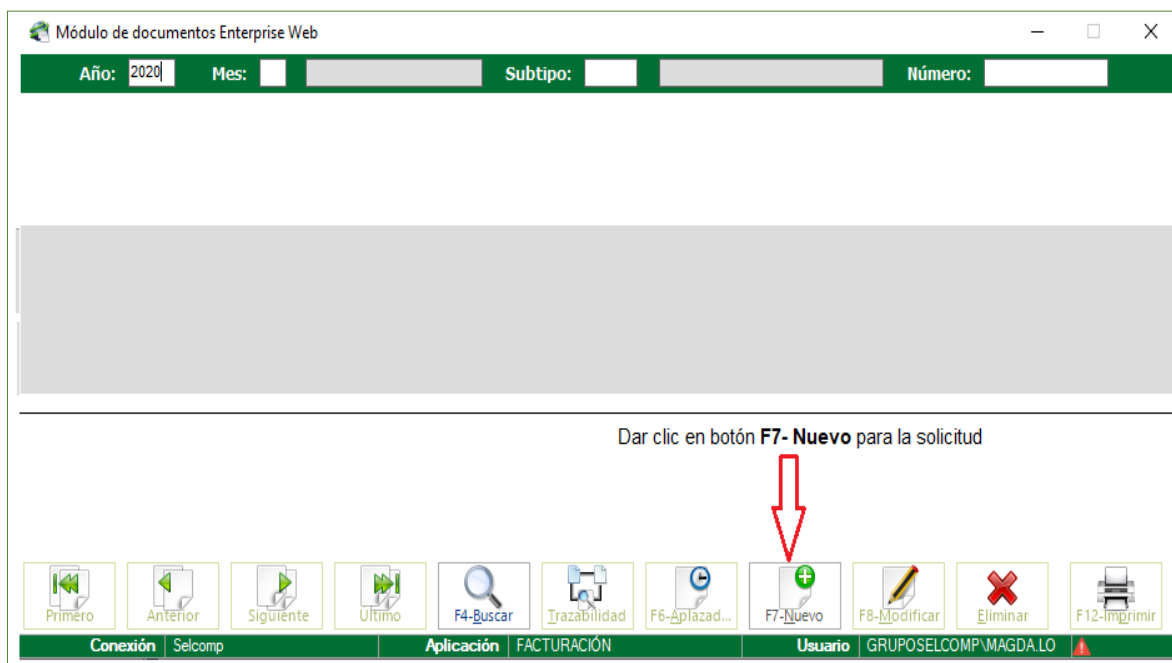 Módulo de documentos Enterprise Web
Año: 2020 Mes: Subtipo: Número:
Dar clic en botón F7- Nuevo para la solicitud
Primero Anterior Siguiente Último F4-Buscar Trazabilidad F6-Aplazad... F7-Nuevo F8-Modificar Eliminar F12-Imprimir
Conexión Selcomp Aplicación FACTURACIÓN Usuario GRUPOSELCOMP\MAGDA.LO